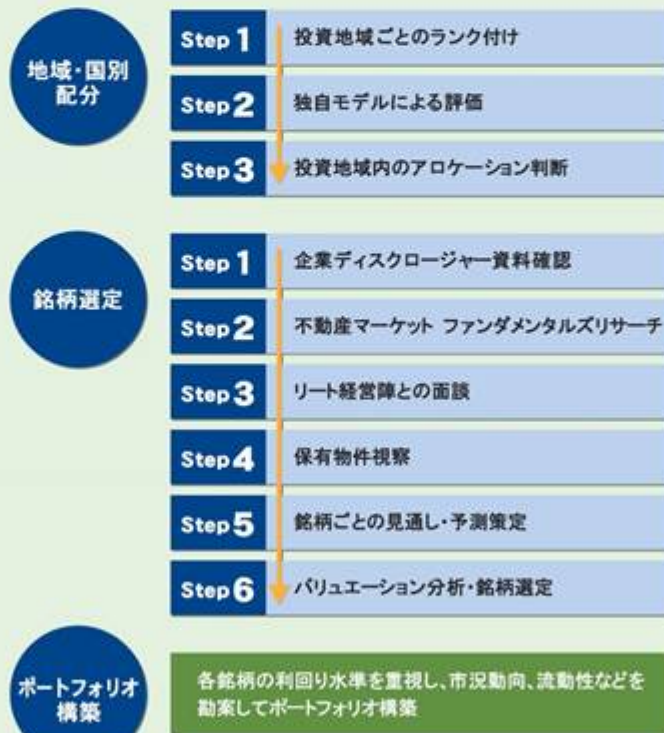 地域・国別
配分
Step 1 投資地域ごとのランク付け
Step 2 独自モデルによる評価
Step 3 投資地域内のアロケーション判断
銘柄選定
Step 1 企業ディスクロージャー資料確認
Step 2 不動産マーケット ファンダメンタルズリサーチ
Step 3 リート経営陣との面談
Step 4 保有物件視察
Step 5 銘柄ごとの見通し・予測策定
Step 6 バリュエーション分析・銘柄選定
ポートフォリオ
構築
各銘柄の利回り水準を重視し、市況動向、流動性などを
勘案してポートフォリオ構築